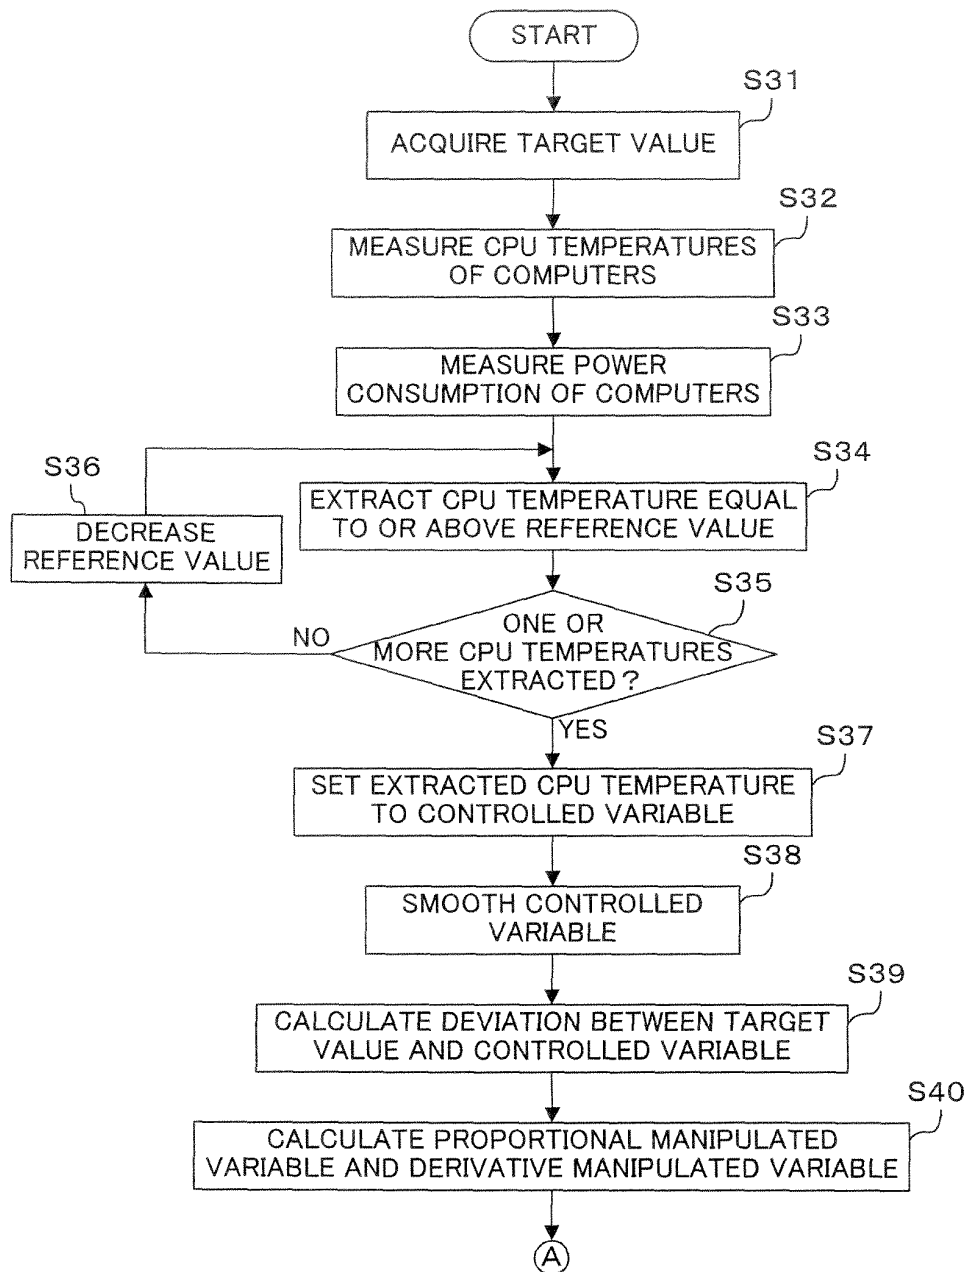 START
S31
ACQUIRE TARGET VALUE
S32
MEASURE CPU TEMPERATURES
OF COMPUTERS
S33
MEASURE POWER
CONSUMPTION OF COMPUTERS
S34
EXTRACT CPU TEMPERATURE EQUAL
TO OR ABOVE REFERENCE VALUE
S36
DECREASE
REFERENCE VALUE
S35
ONE OR
MORE CPU TEMPERATURES
EXTRACTED?
NO
YES
S37
SET EXTRACTED CPU TEMPERATURE
TO CONTROLLED VARIABLE
S38
SMOOTH CONTROLLED
VARIABLE
S39
CALCULATE DEVIATION BETWEEN TARGET
VALUE AND CONTROLLED VARIABLE
S40
CALCULATE PROPORTIONAL MANIPULATED
VARIABLE AND DERIVATIVE MANIPULATED VARIABLE
A